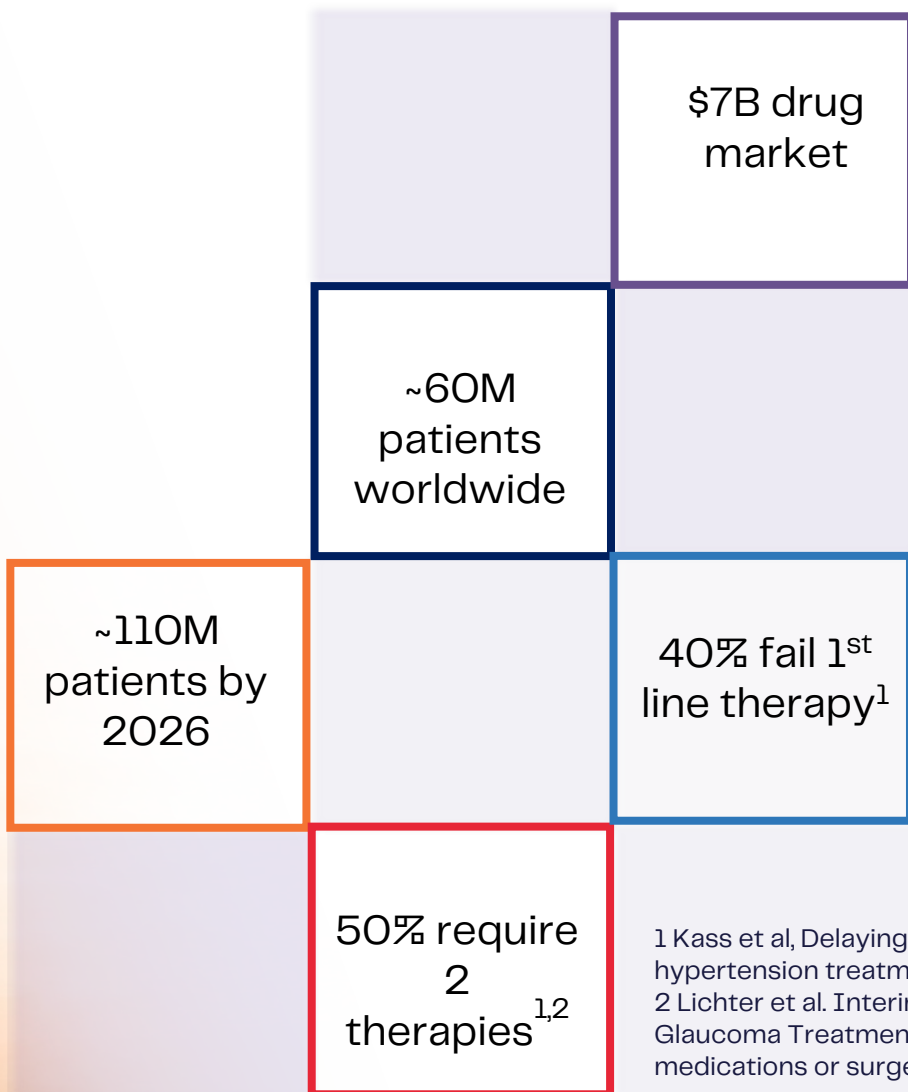 $7B drug
market
~60M
patients
worldwide
~110M
patients by
2026
40% fail 1st
line therapy1
50% require
2
therapies1,2
1 Kass et al, Delaying
hypertension treatm
2 Lichter et al. Interir
Glaucoma Treatmen
medications or surge